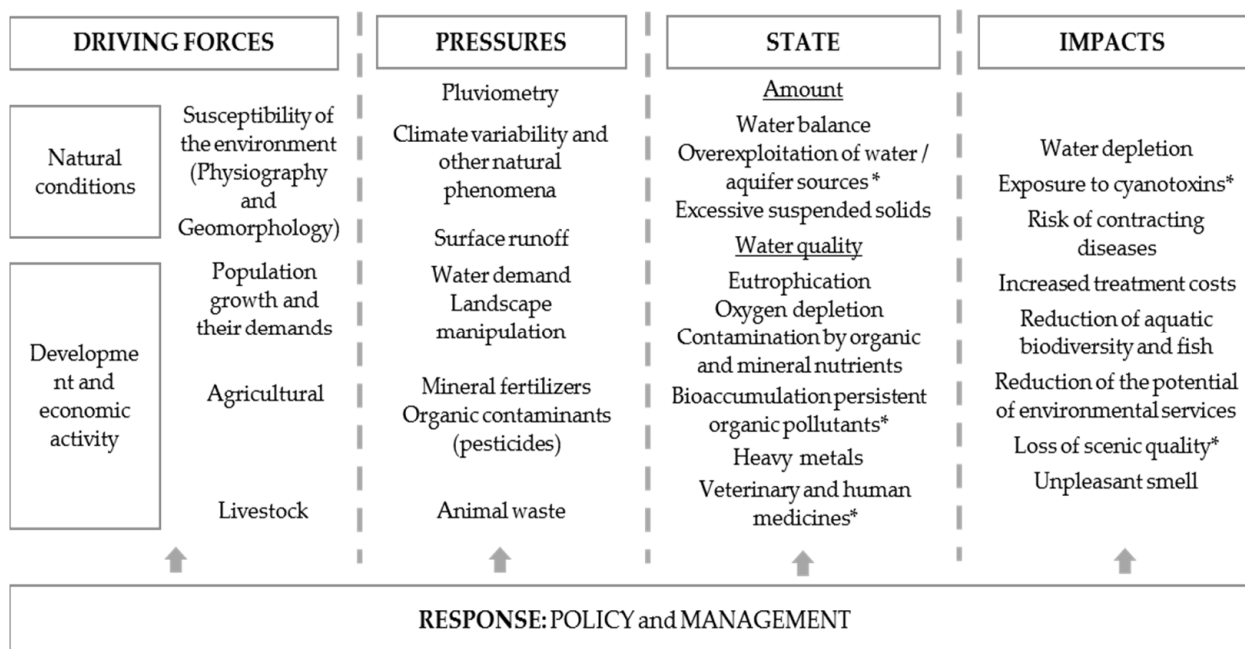 DRIVING FORCES
Natural
conditions
Susceptibility of
the environment
(Physiography
and
Geomorphology)
Developme
nt and
economic
activity
Population
growth and
their demands
Agricultural
Livestock
PRESSURES
Pluviometry
Climate variability and
other natural
phenomena
Surface runoff
Water demand
Landscape
manipulation
Mineral fertilizers
Organic contaminants
(pesticides)
Animal waste
STATE
Amount
Water balance
Overexploitation of water /
aquifer sources *
Excessive suspended solids
Water quality
Eutrophication
Oxygen depletion
Contamination by organic
and mineral nutrients
Bioaccumulation persistent
organic pollutants*
Heavy metals
Veterinary and human
medicines*
IMPACTS
Water depletion
Exposure to cyanotoxins*
Risk of contracting
diseases
Increased treatment costs
Reduction of aquatic
biodiversity and fish
Reduction of the potential
of environmental services
Loss of scenic quality*
Unpleasant smell
RESPONSE: POLICY and MANAGEMENT